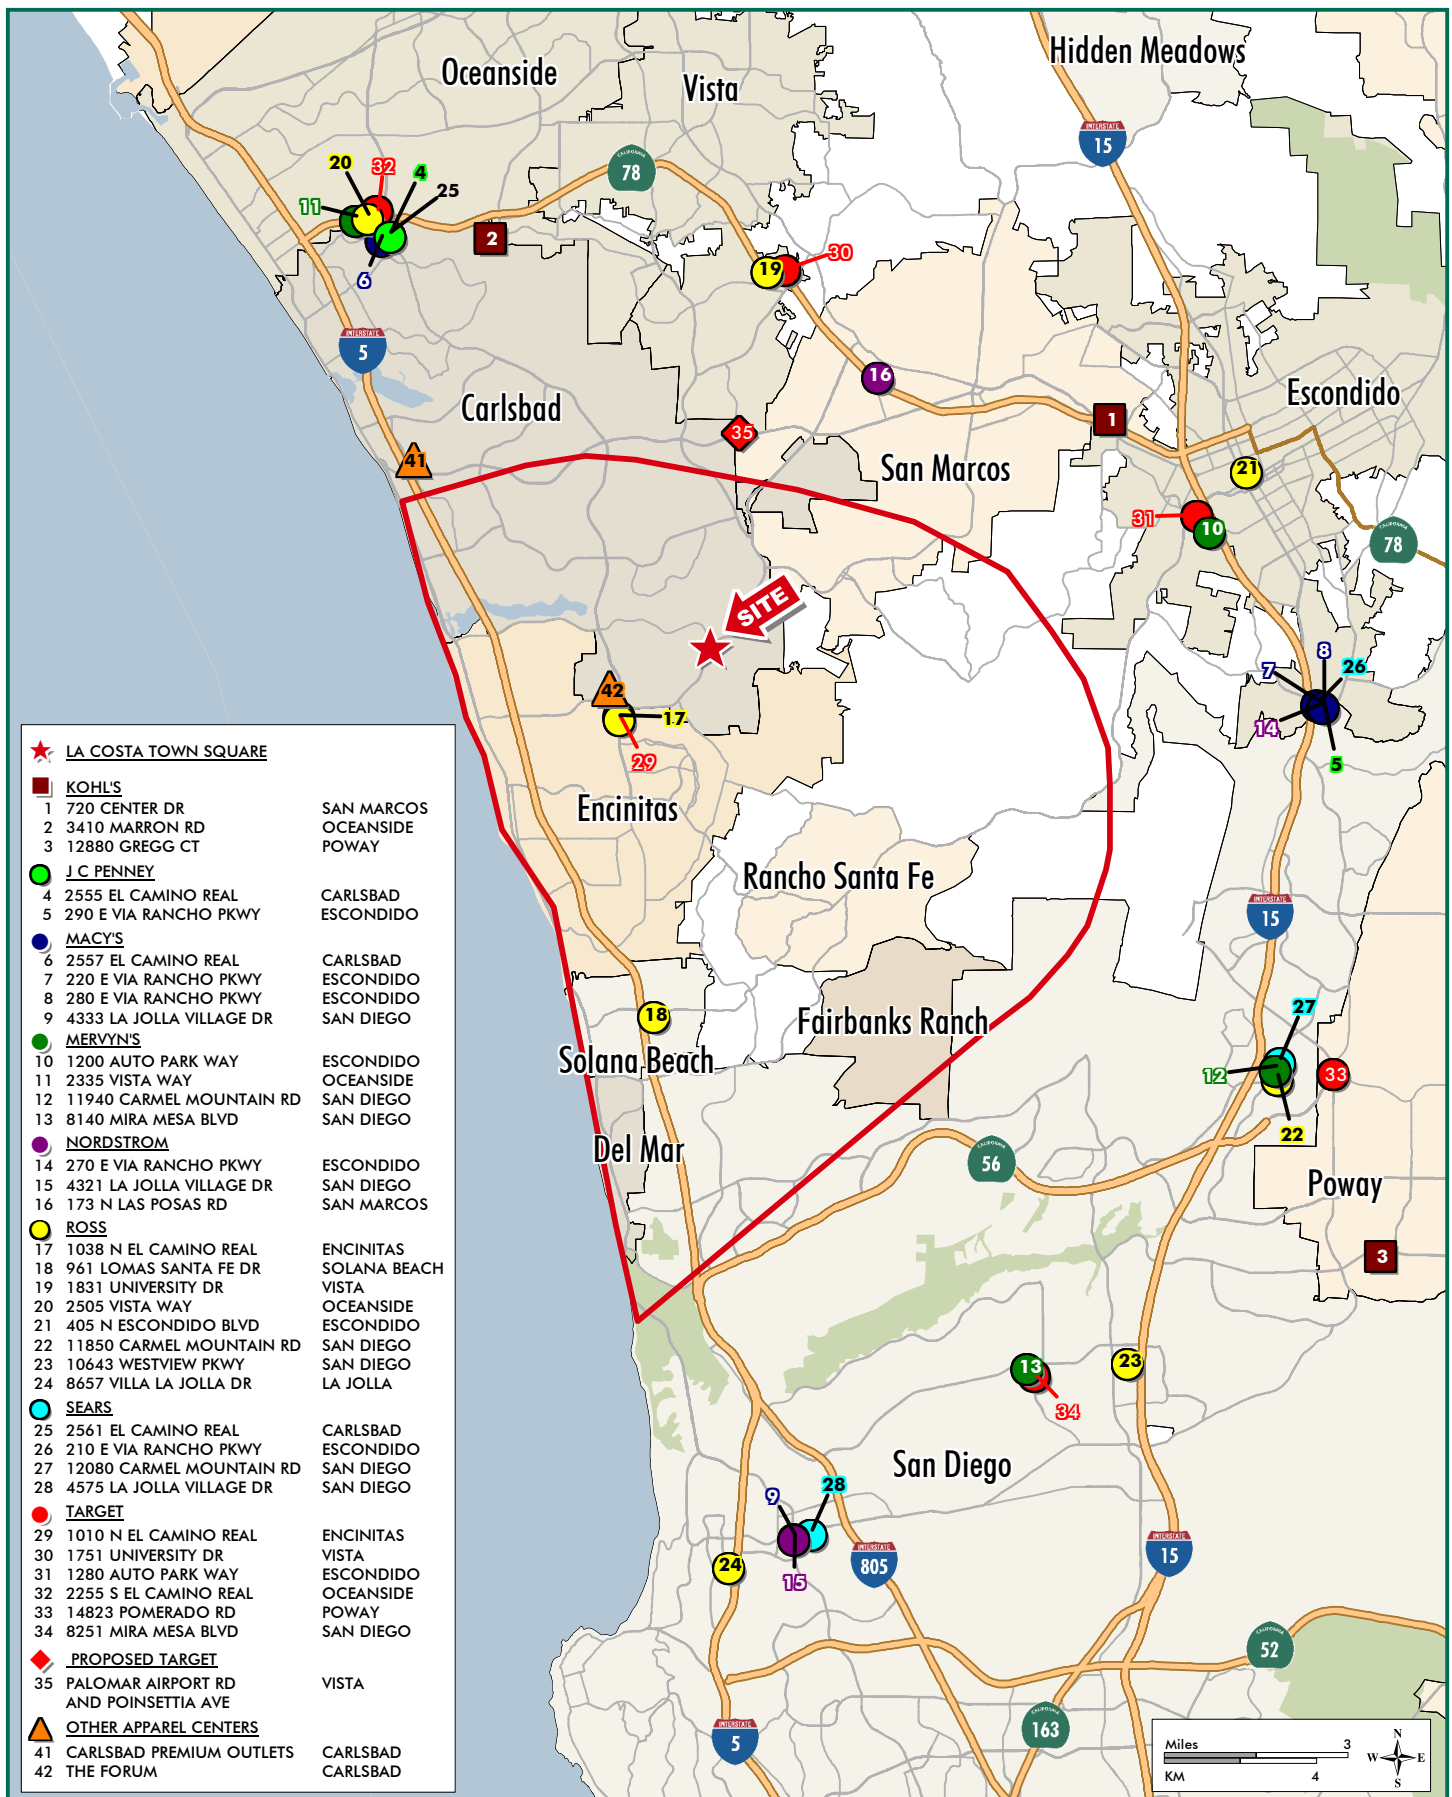 Oceanside
Vista
Hidden Meadows
INTERSTATE
15
CALIFORNIA
78
20
32
4
25
11
6
2
19
30
INTERSTATE
5
Carlsbad
16
Escondido
1
35
41
San Marcos
21
31
10
CALIFORNIA
78
SITE
42
17
29
7
8
26
14
5
Encinitas
Rancho Santa Fe
INTERSTATE
15
18
Fairbanks Ranch
Solana Beach
27
12
33
22
Del Mar
CALIFORNIA
56
Poway
3
13
34
23
San Diego
9
28
15
24
INTERSTATE
805
INTERSTATE
15
CALIFORNIA
52
CALIFORNIA
163
INTERSTATE
5
LA COSTA TOWN SQUARE
KOHL'S
1 720 CENTER DR SAN MARCOS
2 3410 MARRON RD OCEANSIDE
3 12880 GREGG CT POWAY
J C PENNEY
4 2555 EL CAMINO REAL CARLSBAD
5 290 E VIA RANCHO PKWY ESCONDIDO
MACY'S
6 2557 EL CAMINO REAL CARLSBAD
7 220 E VIA RANCHO PKWY ESCONDIDO
8 280 E VIA RANCHO PKWY ESCONDIDO
9 4333 LA JOLLA VILLAGE DR SAN DIEGO
MERVYN'S
10 1200 AUTO PARK WAY ESCONDIDO
11 2335 VISTA WAY OCEANSIDE
12 11940 CARMEL MOUNTAIN RD SAN DIEGO
13 8140 MIRA MESA BLVD SAN DIEGO
NORDSTROM
14 270 E VIA RANCHO PKWY ESCONDIDO
15 4321 LA JOLLA VILLAGE DR SAN DIEGO
16 173 N LAS POSAS RD SAN MARCOS
ROSS
17 1038 N EL CAMINO REAL ENCINITAS
18 961 LOMAS SANTA FE DR SOLANA BEACH
19 1831 UNIVERSITY DR VISTA
20 2505 VISTA WAY OCEANSIDE
21 405 N ESCONDIDO BLVD ESCONDIDO
22 11850 CARMEL MOUNTAIN RD SAN DIEGO
23 10643 WESTVIEW PKWY SAN DIEGO
24 8657 VILLA LA JOLLA DR LA JOLLA
SEARS
25 2561 EL CAMINO REAL CARLSBAD
26 210 E VIA RANCHO PKWY ESCONDIDO
27 12080 CARMEL MOUNTAIN RD SAN DIEGO
28 4575 LA JOLLA VILLAGE DR SAN DIEGO
TARGET
29 1010 N EL CAMINO REAL ENCINITAS
30 1751 UNIVERSITY DR VISTA
31 1280 AUTO PARK WAY ESCONDIDO
32 2255 S EL CAMINO REAL OCEANSIDE
33 14823 POMERADO RD POWAY
34 8251 MIRA MESA BLVD SAN DIEGO
PROPOSED TARGET
35 PALOMAR AIRPORT RD VISTA
AND POINSETTIA AVE
OTHER APPAREL CENTERS
41 CARLSBAD PREMIUM OUTLETS CARLSBAD
42 THE FORUM CARLSBAD
Miles 3
KM 4
N
W E
S